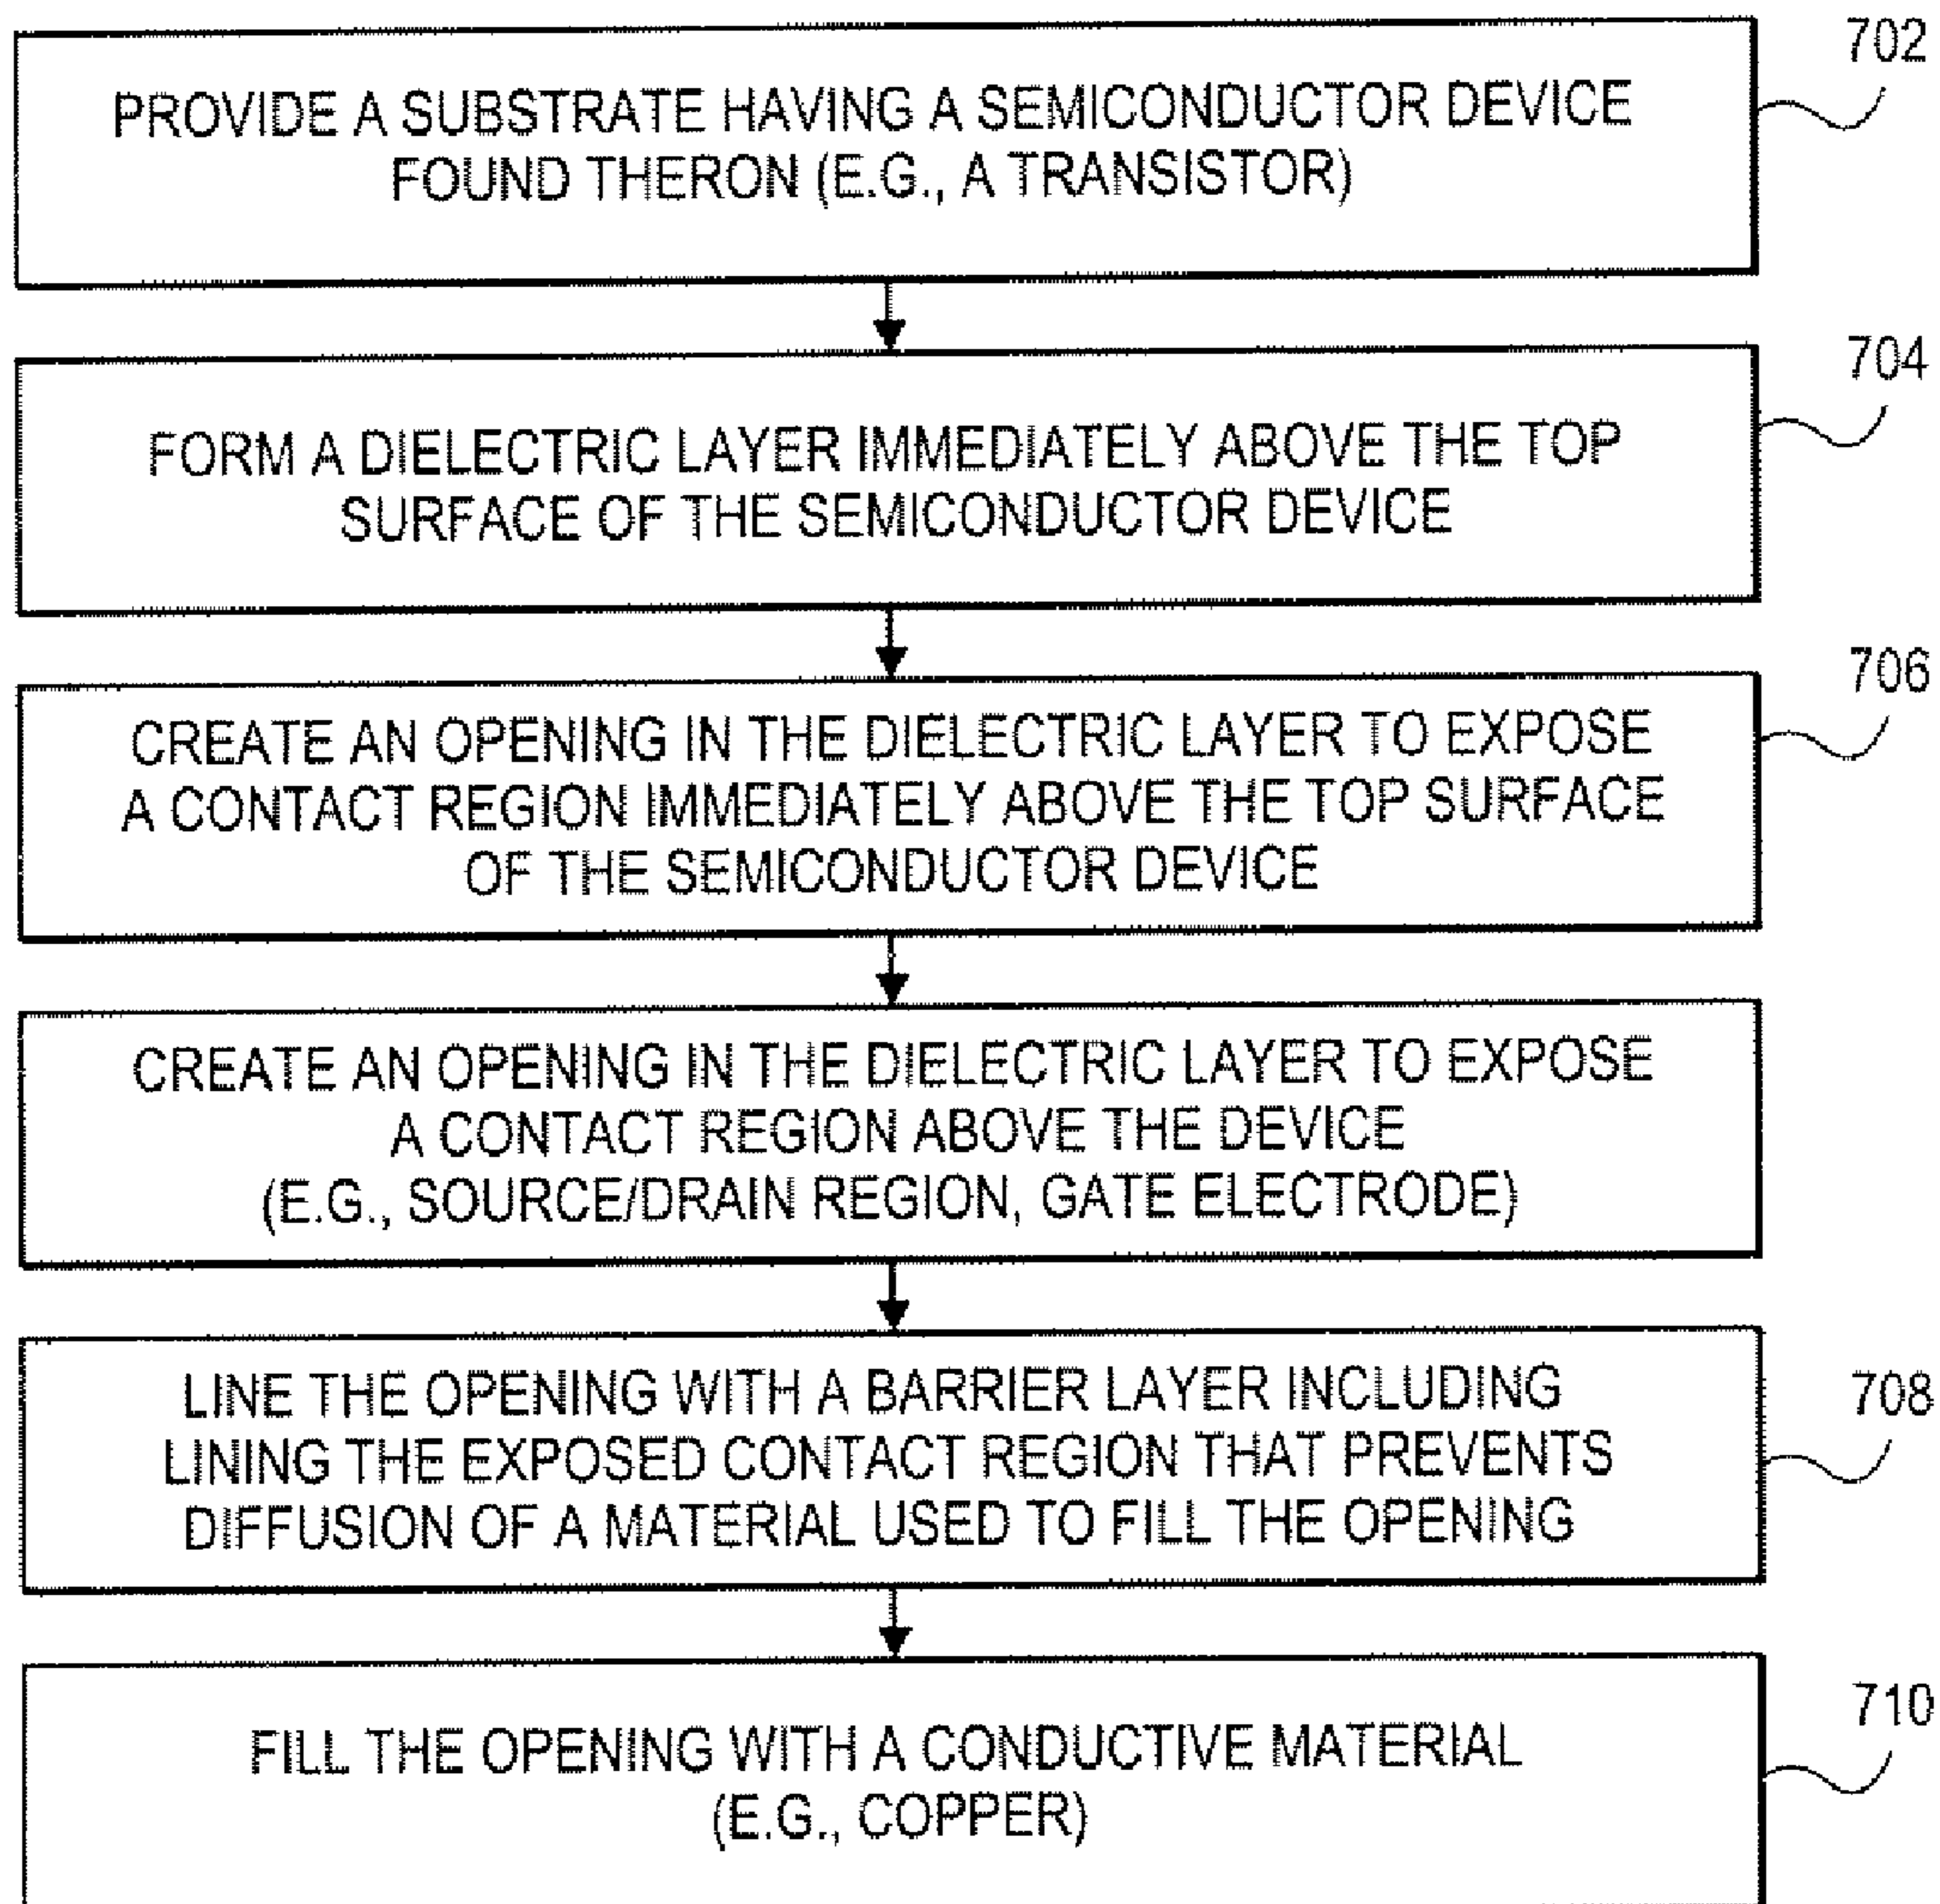 702
PROVIDE A SUBSTRATE HAVING A SEMICONDUCTOR DEVICE
FOUND THERON (E.G., A TRANSISTOR)
704
FORM A DIELECTRIC LAYER IMMEDIATELY ABOVE THE TOP
SURFACE OF THE SEMICONDUCTOR DEVICE
706
CREATE AN OPENING IN THE DIELECTRIC LAYER TO EXPOSE
A CONTACT REGION IMMEDIATELY ABOVE THE TOP SURFACE
OF THE SEMICONDUCTOR DEVICE
CREATE AN OPENING IN THE DIELECTRIC LAYER TO EXPOSE
A CONTACT REGION ABOVE THE DEVICE
(E.G., SOURCE/DRAIN REGION, GATE ELECTRODE)
708
LINE THE OPENING WITH A BARRIER LAYER INCLUDING
LINING THE EXPOSED CONTACT REGION THAT PREVENTS
DIFFUSION OF A MATERIAL USED TO FILL THE OPENING
710
FILL THE OPENING WITH A CONDUCTIVE MATERIAL
(E.G., COPPER)